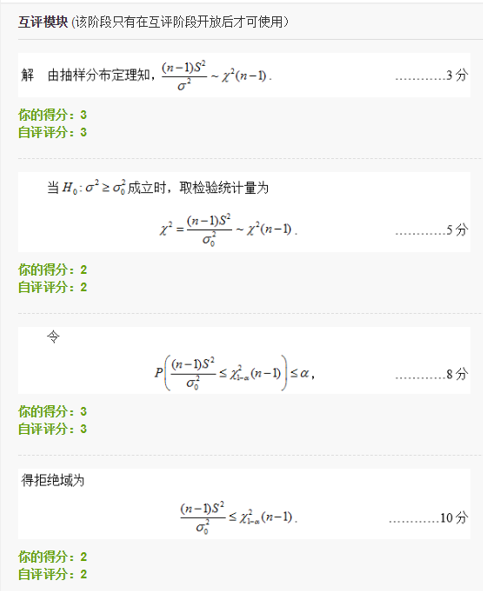 互评模块 (该阶段只有在互评阶段开放后才可使用)
解 由抽样分布定理知, (n−1)S²/σ² ~ χ²(n−1). …………3 分
你的得分：3
自评评分：3
当 H₀: σ² ≥ σ₀² 成立时，取检验统计量为
χ² = (n−1)S²/σ₀² ~ χ²(n−1). …………5 分
你的得分：2
自评评分：2
令
P((n−1)S²/σ₀² ≤ χ²₁₋α(n−1)) ≤ α, …………8 分
你的得分：3
自评评分：3
得拒绝域为
(n−1)S²/σ₀² ≤ χ²₁₋α(n−1). …………10 分
你的得分：2
自评评分：2